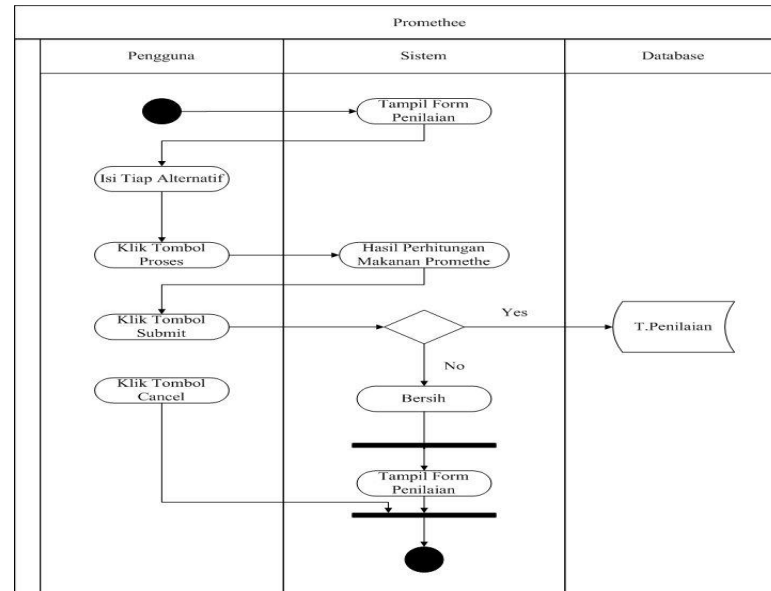 Promethee
Pengguna
Sistem
Database
Tampil Form
Penilaian
Isi Tiap Alternatif
Klik Tombol
Proses
Hasil Perhitungan
Makanan Promethe
Klik Tombol
Submit
Yes
T.Penilaian
No
Klik Tombol
Cancel
Bersih
Tampil Form
Penilaian